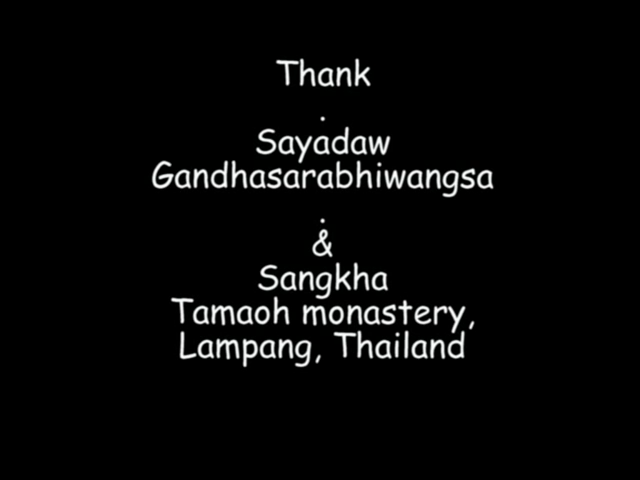 Thank
.
Sayadaw
Gandhasarabhiwangsa
.
&
Sangkha
Tamaoh monastery,
Lampang, Thailand